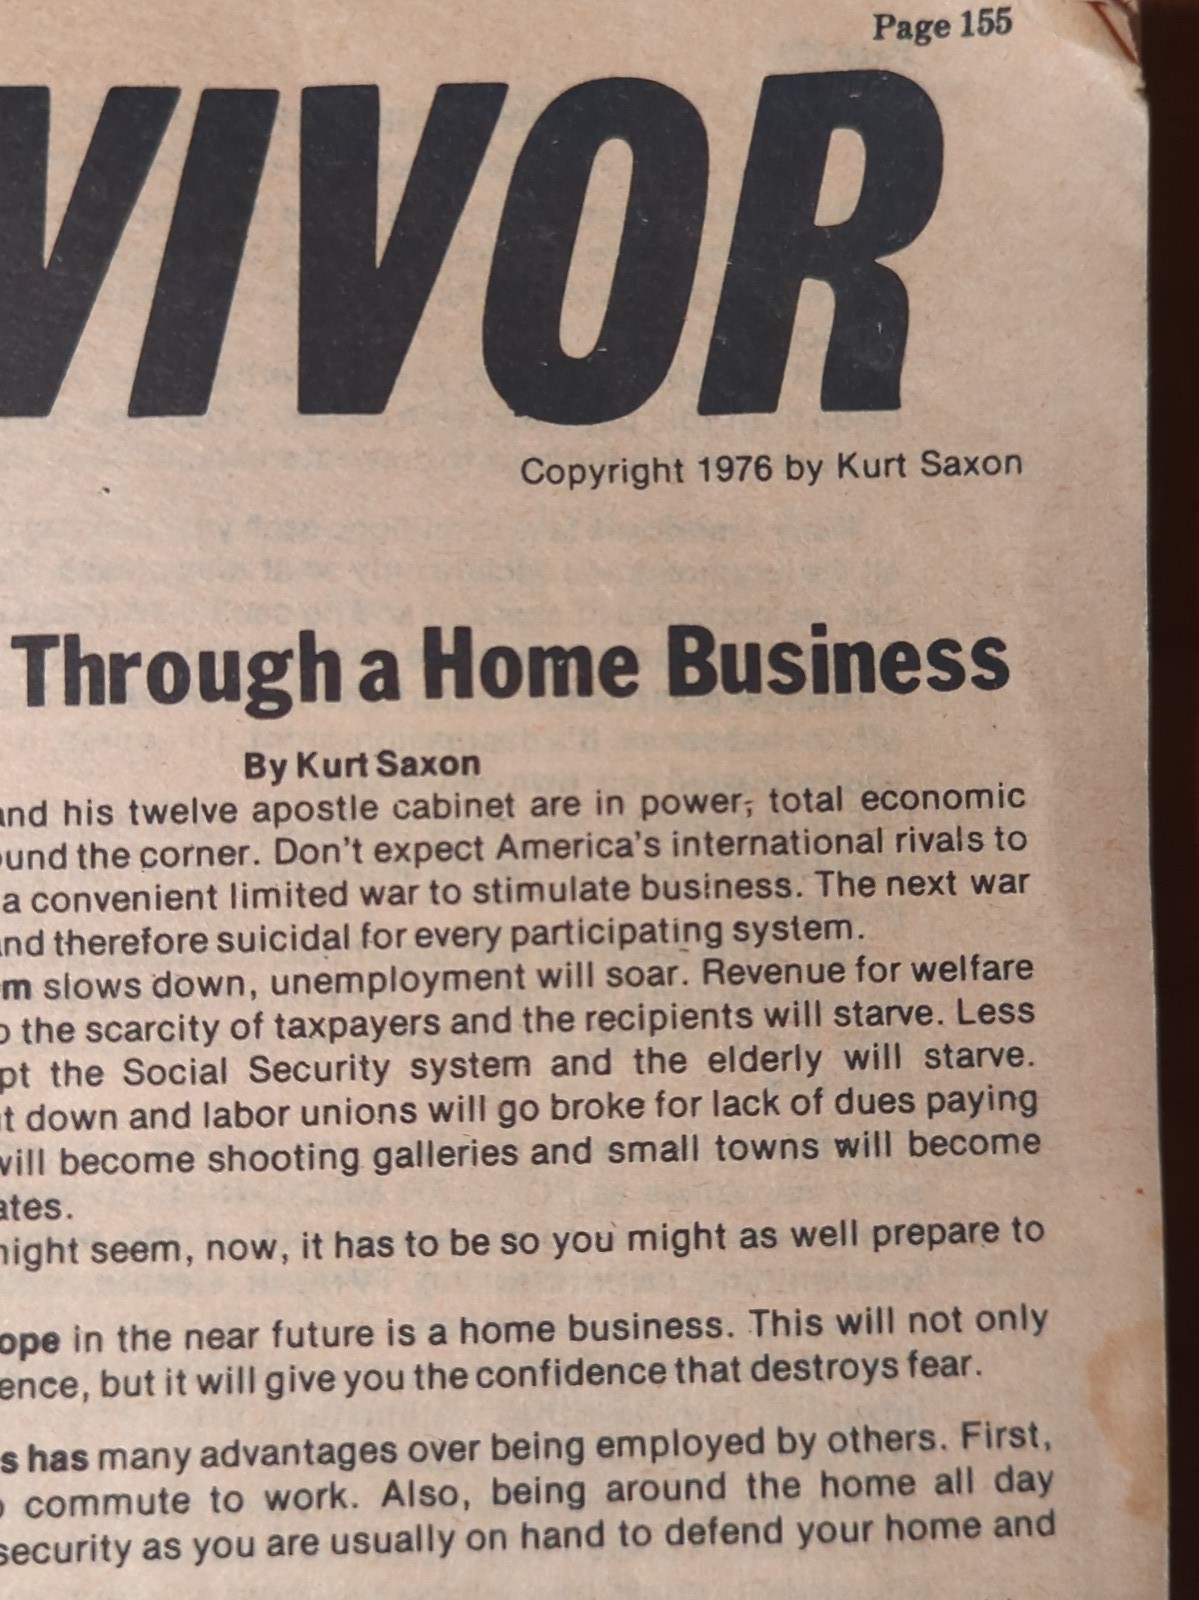 Page 155
VIVOR
Copyright 1976 by Kurt Saxon
Through a Home Business
By Kurt Saxon
and his twelve apostle cabinet are in power, total economic
ound the corner. Don't expect America's international rivals to
a convenient limited war to stimulate business. The next war
and therefore suicidal for every participating system.
m slows down, unemployment will soar. Revenue for welfare
o the scarcity of taxpayers and the recipients will starve. Less
pt the Social Security system and the elderly will starve.
t down and labor unions will go broke for lack of dues paying
will become shooting galleries and small towns will become
ates.
might seem, now, it has to be so you might as well prepare to
ope in the near future is a home business. This will not only
ence, but it will give you the confidence that destroys fear.
s has many advantages over being employed by others. First,
o commute to work. Also, being around the home all day
security as you are usually on hand to defend your home and